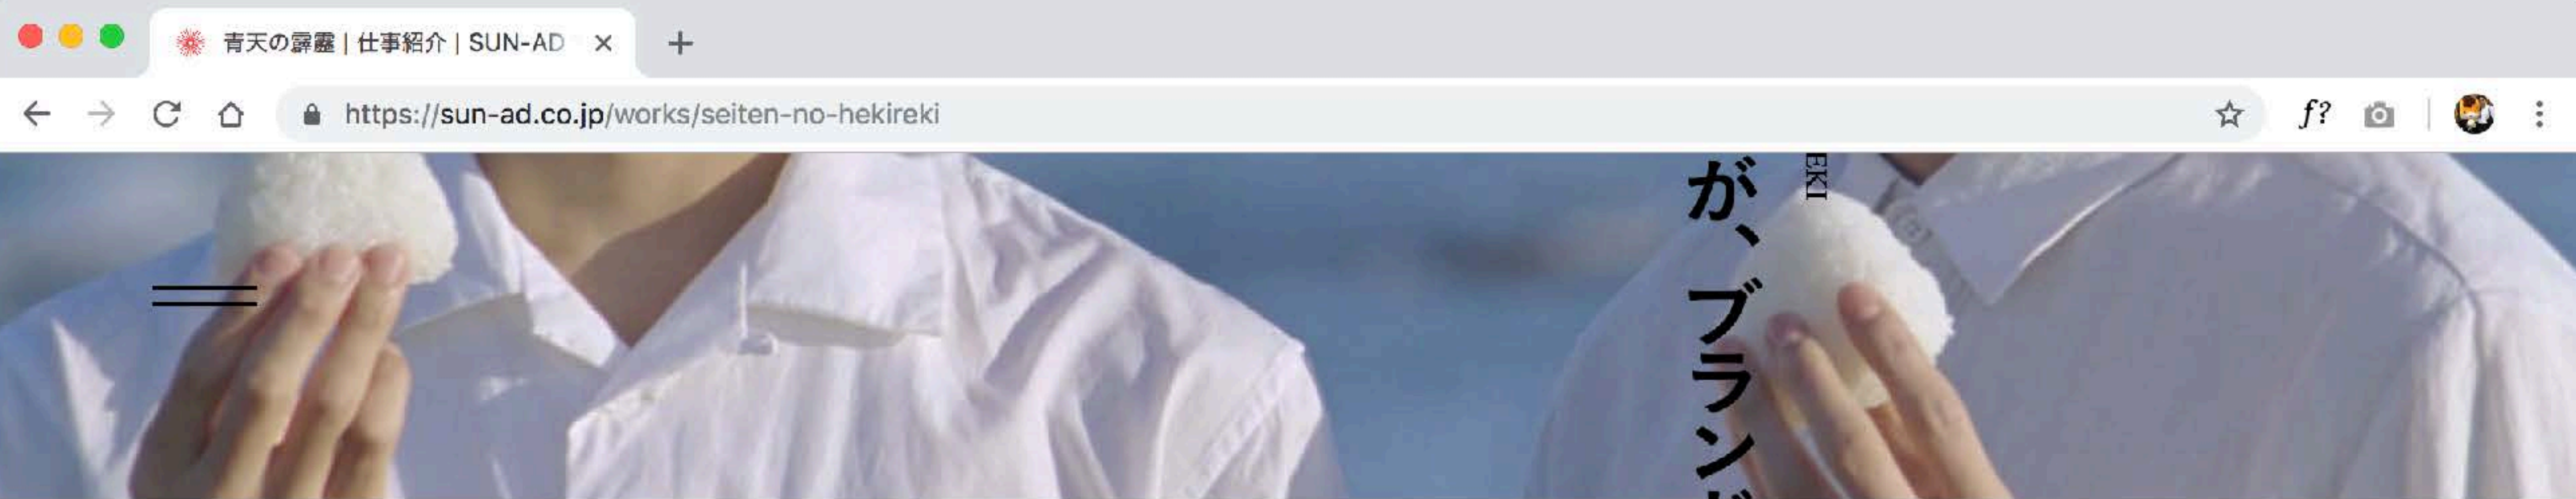 青天の霹靂 | 仕事紹介 | SUN-AD
https://sun-ad.co.jp/works/seiten-no-hekireki
f?
EKI
が、ブラン